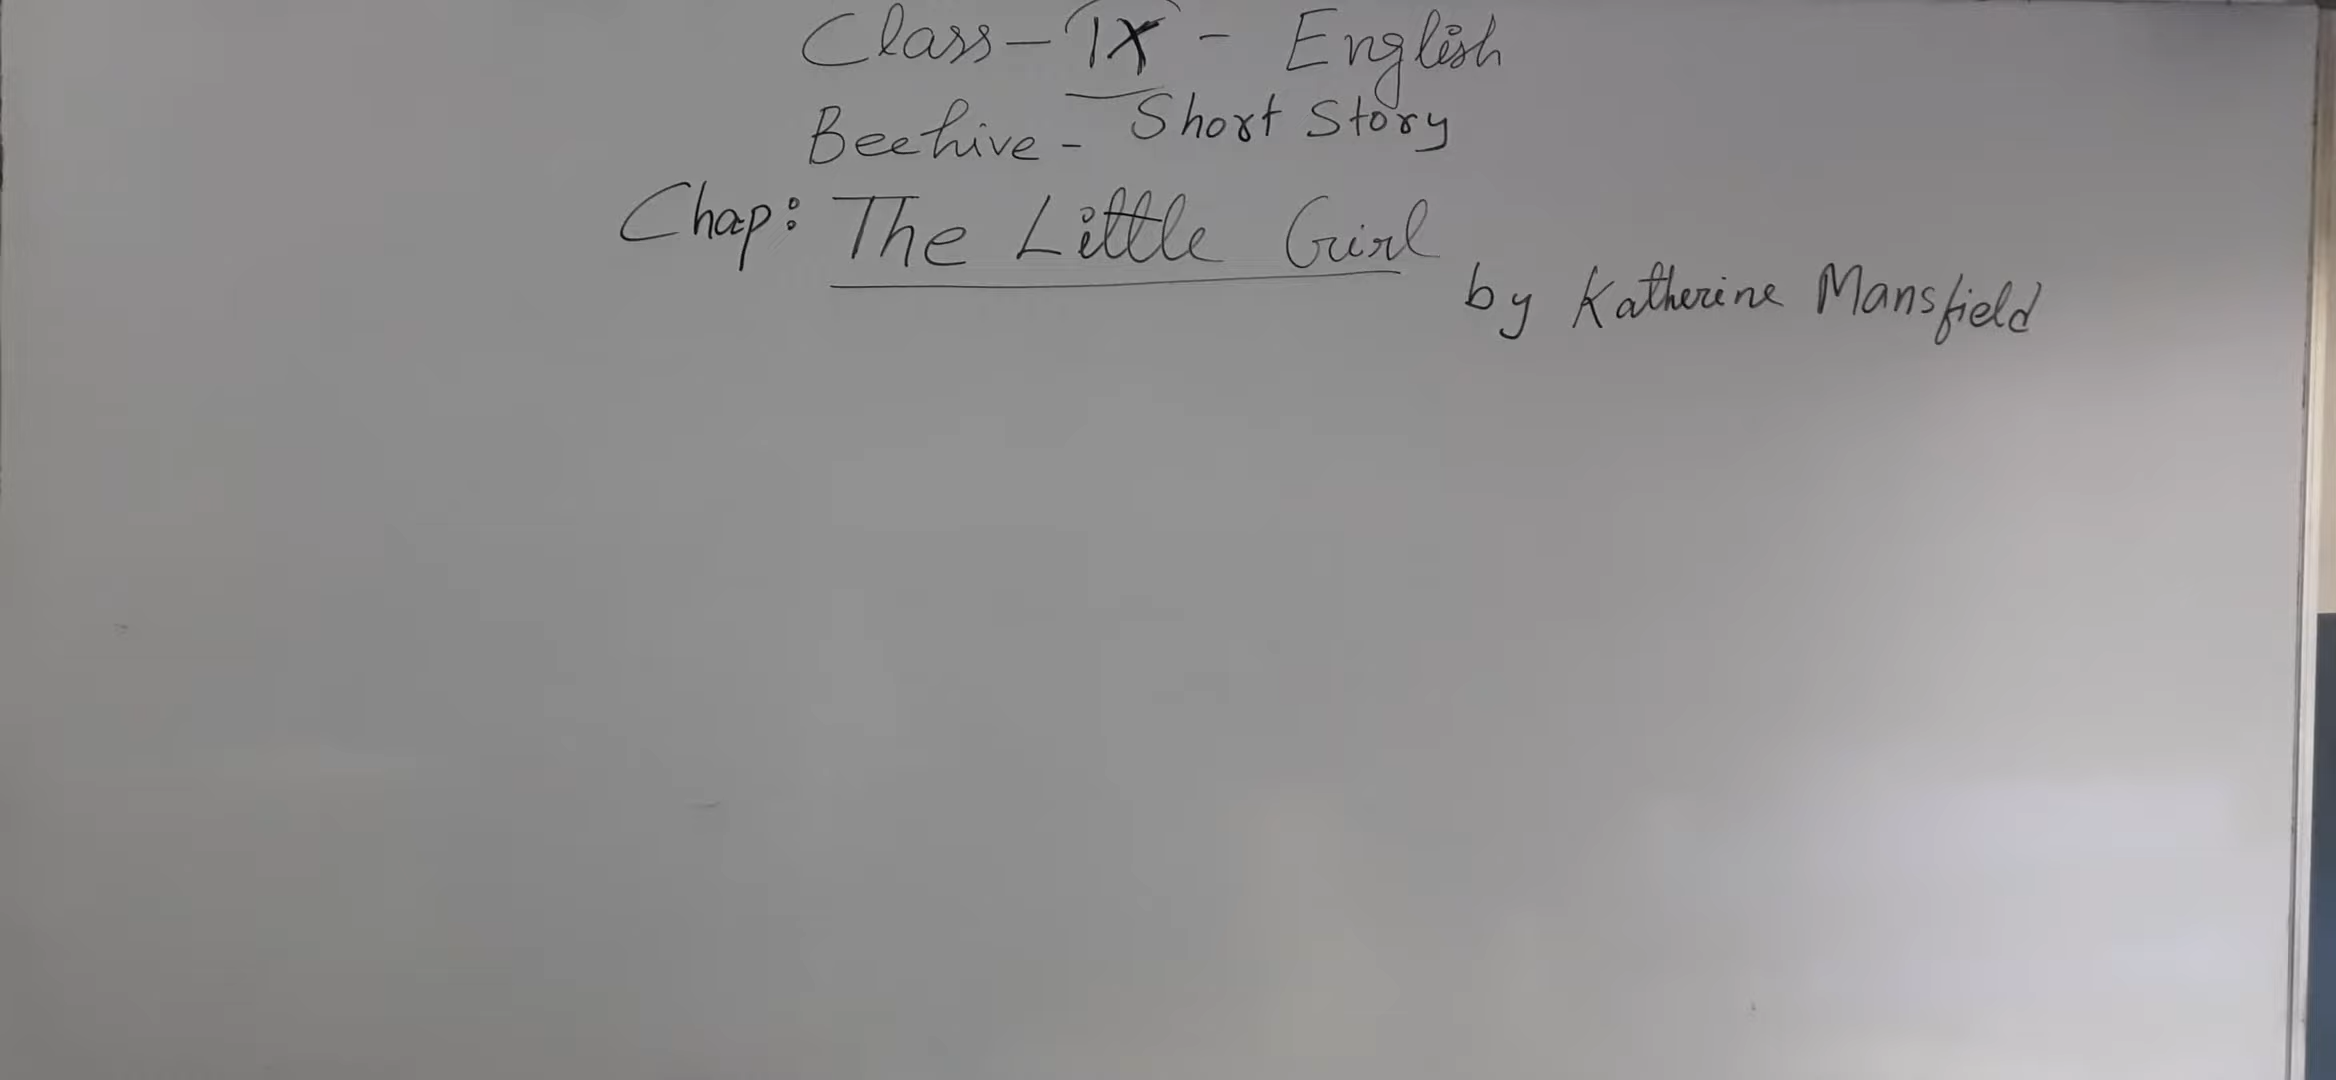 Class - IX - English
Beehive - Short Story
Chap: The Little Girl
by Katherine Mansfield